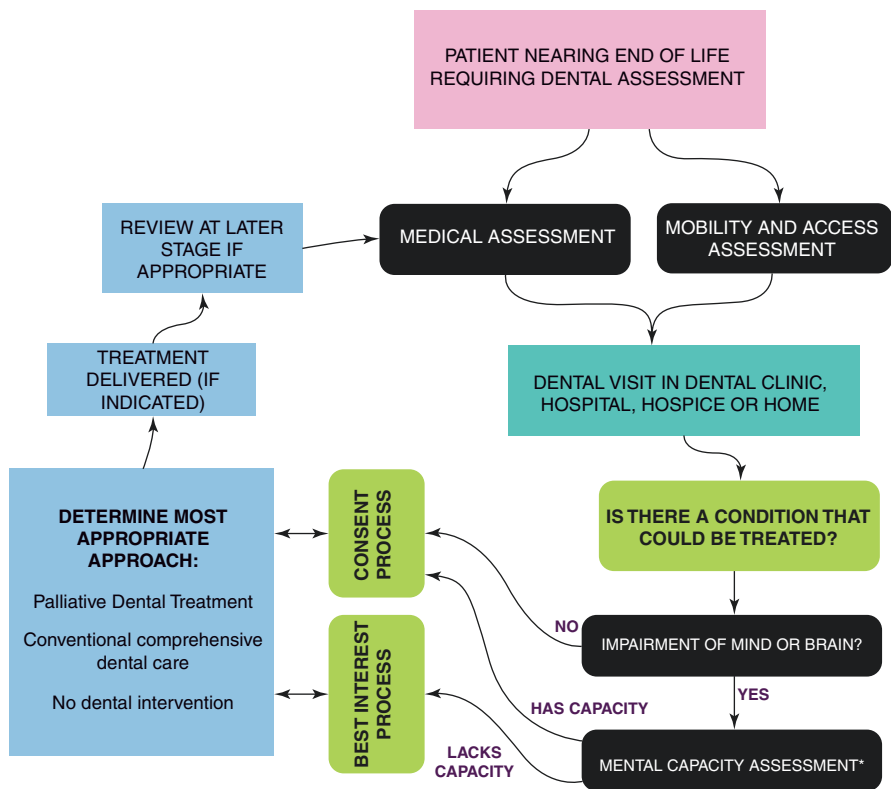 PATIENT NEARING END OF LIFE
REQUIRING DENTAL ASSESSMENT
MEDICAL ASSESSMENT
MOBILITY AND ACCESS
ASSESSMENT
REVIEW AT LATER
STAGE IF
APPROPRIATE
TREATMENT
DELIVERED (IF
INDICATED)
DENTAL VISIT IN DENTAL CLINIC,
HOSPITAL, HOSPICE OR HOME
IS THERE A CONDITION THAT
COULD BE TREATED?
IMPAIRMENT OF MIND OR BRAIN?
NO
YES
MENTAL CAPACITY ASSESSMENT*
HAS CAPACITY
LACKS
CAPACITY
CONSENT
PROCESS
BEST INTEREST
PROCESS
DETERMINE MOST
APPROPRIATE
APPROACH:
Palliative Dental Treatment
Conventional comprehensive
dental care
No dental intervention